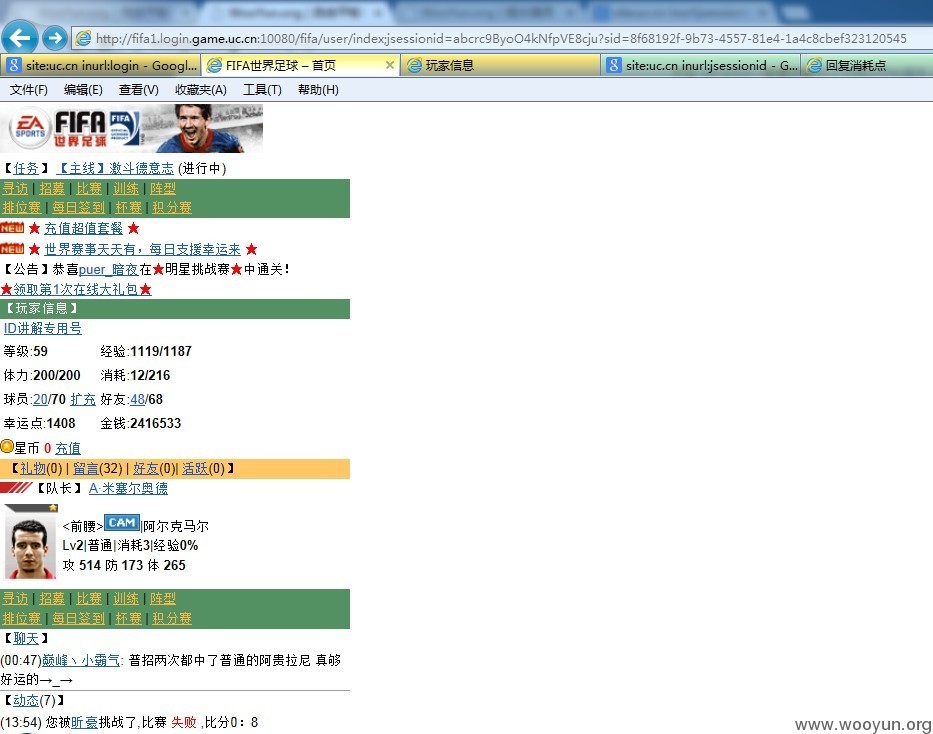 http://fifa1.login.game.uc.cn:10080/fifa/user/index;jsessionid=abcrc9ByoO4kNfpVE8cju?sid=8f68192f-9b73-4557-81e4-1a4c8cbef323120545
site:uc.cn inurl:login - Googl... FIFA世界足球 – 首页 玩家信息 site:uc.cn inurl:jsessionid - G... 回复消耗点
文件(F) 编辑(E) 查看(V) 收藏夹(A) 工具(T) 帮助(H)
EA SPORTS FIFA 世界足球 FIFA
【任务】 【主线】激斗德意志 (进行中)
寻访 | 招募 | 比赛 | 训练 | 阵型
排位赛 | 每日签到 | 杯赛 | 积分赛
NEW ★ 充值超值套餐 ★
NEW ★ 世界赛事天天有，每日支援幸运来 ★
【公告】恭喜puer_暗夜在★明星挑战赛★中通关！
★领取第1次在线大礼包★
【玩家信息】
ID讲解专用号
等级:59 经验:1119/1187
体力:200/200 消耗:12/216
球员:20/70 扩充 好友:48/68
幸运点:1408 金钱:2416533
星币 0 充值
【礼物(0) | 留言(32) | 好友(0)| 活跃(0)】
【队长】 A·米塞尔奥德
<前腰>CAM|阿尔克马尔
Lv2|普通|消耗3|经验0%
攻 514 防 173 体 265
寻访 | 招募 | 比赛 | 训练 | 阵型
排位赛 | 每日签到 | 杯赛 | 积分赛
【聊天】
(00:47)巅峰丶小霸气: 普招两次都中了普通的阿贵拉尼 真够
好运的→_→
【动态(7)】
(13:54) 您被昕豪挑战了,比赛 失败 ,比分0：8
www.wooyun.org